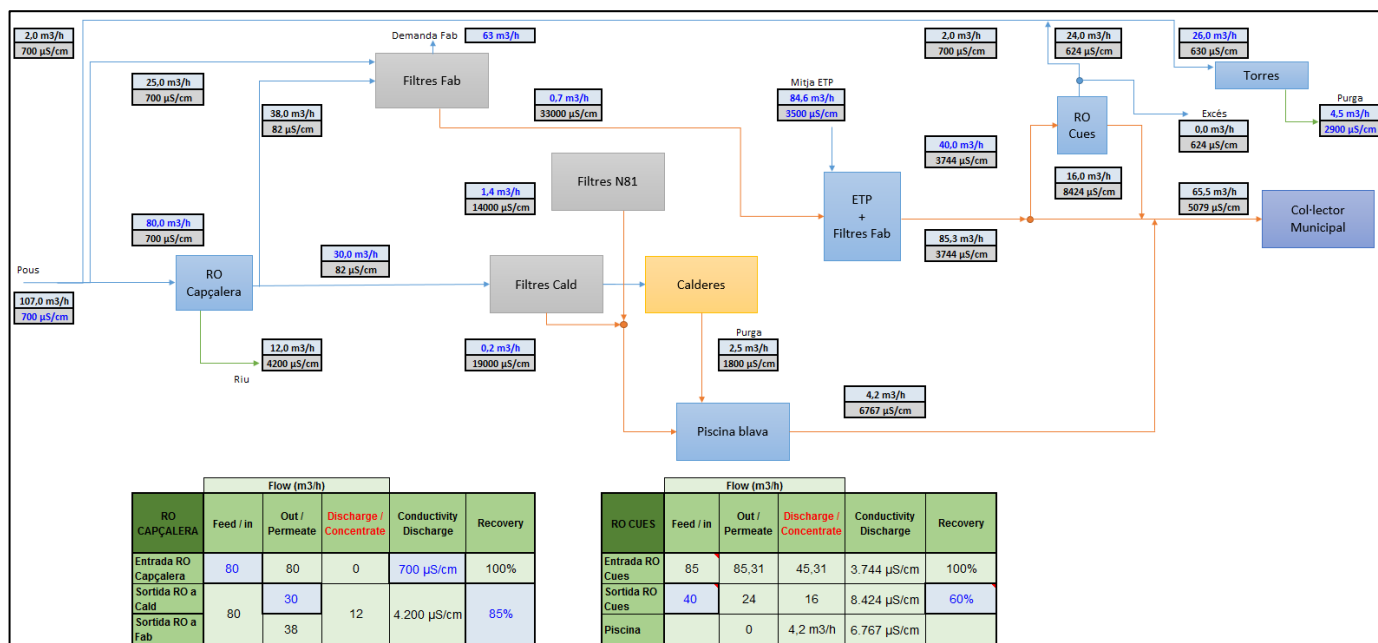 2,0 m3/h
700 µS/cm
Demanda Fab
63 m3/h
2,0 m3/h
700 µS/cm
24,0 m3/h
624 µS/cm
26,0 m3/h
630 µS/cm
Filtres Fab
25,0 m3/h
700 µS/cm
Mitja ETP
84,6 m3/h
3500 µS/cm
Torres
0,7 m3/h
33000 µS/cm
38,0 m3/h
82 µS/cm
RO
Cues
Excés
0,0 m3/h
624 µS/cm
Purga
4,5 m3/h
2900 µS/cm
40,0 m3/h
3744 µS/cm
Filtres N81
1,4 m3/h
14000 µS/cm
ETP
+
Filtres Fab
16,0 m3/h
8424 µS/cm
65,5 m3/h
5079 µS/cm
Col·lector
Municipal
80,0 m3/h
700 µS/cm
85,3 m3/h
3744 µS/cm
30,0 m3/h
82 µS/cm
Pous
107,0 m3/h
700 µS/cm
RO
Capçalera
Filtres Cald
Calderes
12,0 m3/h
4200 µS/cm
Riu
0,2 m3/h
19000 µS/cm
Purga
2,5 m3/h
1800 µS/cm
4,2 m3/h
6767 µS/cm
Piscina blava
Flow (m3/h)
RO CAPÇALERA
Feed / in
Out / Permeate
Discharge / Concentrate
Conductivity Discharge
Recovery
Entrada RO Capçalera
80
80
0
700 µS/cm
100%
Sortida RO a Cald
80
30
12
4.200 µS/cm
85%
Sortida RO a Fab
38
Flow (m3/h)
RO CUES
Feed / in
Out / Permeate
Discharge / Concentrate
Conductivity Discharge
Recovery
Entrada RO Cues
85
85,31
45,31
3.744 µS/cm
100%
Sortida RO Cues
40
24
16
8.424 µS/cm
60%
Piscina
0
4,2 m3/h
6.767 µS/cm